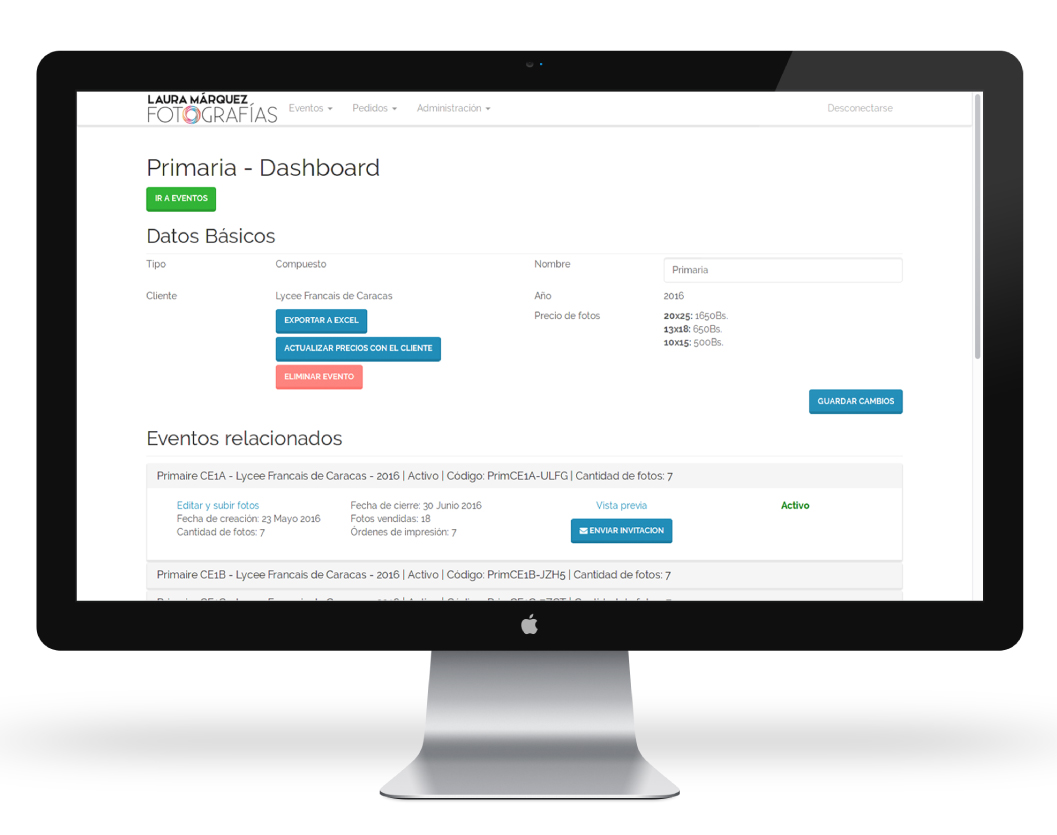 LAURA MÁRQUEZ
FOTOGRAFÍAS
Eventos
Pedidos
Administración
Desconectarse
Primaria - Dashboard
IR A EVENTOS
Datos Básicos
Tipo
Compuesto
Nombre
Primaria
Cliente
Lycee Francais de Caracas
Año
2016
EXPORTAR A EXCEL
ACTUALIZAR PRECIOS CON EL CLIENTE
ELIMINAR EVENTO
Precio de fotos
20x25: 1650Bs.
13x18: 650Bs.
10x15: 500Bs.
GUARDAR CAMBIOS
Eventos relacionados
Primaire CE1A - Lycee Francais de Caracas - 2016 | Activo | Código: PrimCE1A-ULFG | Cantidad de fotos: 7
Editar y subir fotos
Fecha de creación: 23 Mayo 2016
Cantidad de fotos: 7
Fecha de cierre: 30 Junio 2016
Fotos vendidas: 18
Órdenes de impresión: 7
Vista previa
ENVIAR INVITACION
Activo
Primaire CE1B - Lycee Francais de Caracas - 2016 | Activo | Código: PrimCE1B-JZH5 | Cantidad de fotos: 7